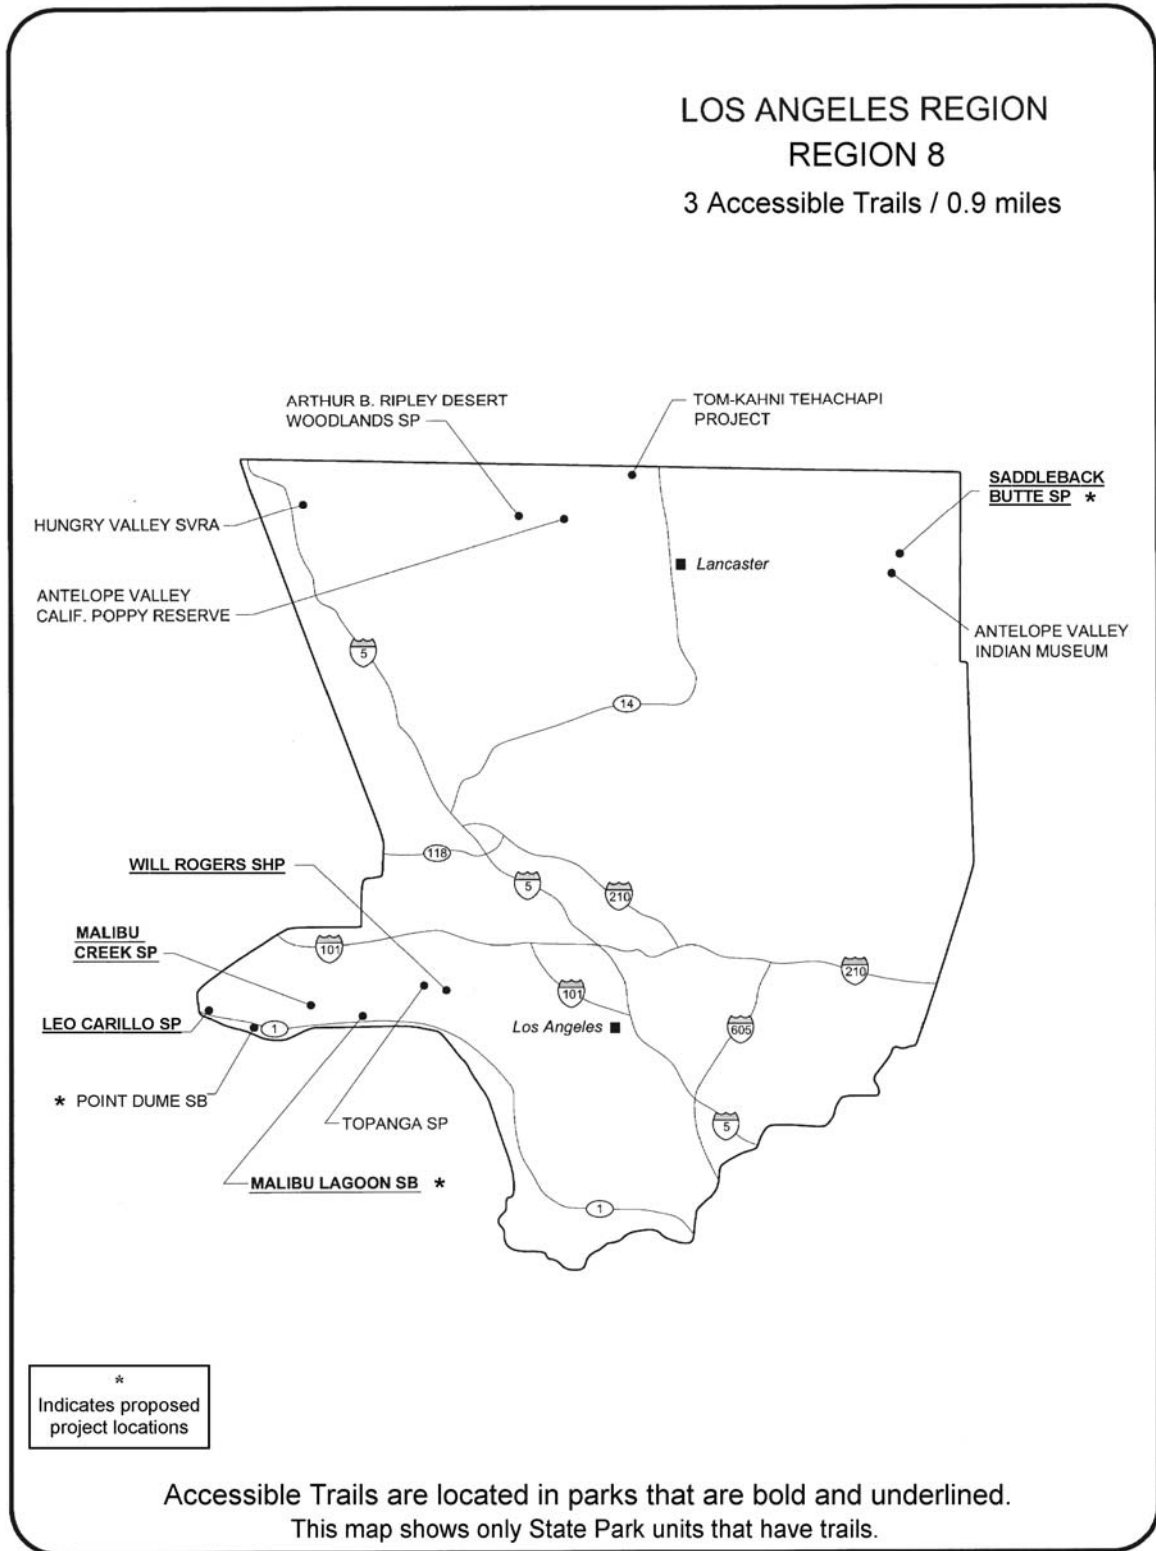 LOS ANGELES REGION
REGION 8
3 Accessible Trails / 0.9 miles
ARTHUR B. RIPLEY DESERT
WOODLANDS SP
TOM-KAHNI TEHACHAPI
PROJECT
SADDLEBACK
BUTTE SP *
HUNGRY VALLEY SVRA
Lancaster
ANTELOPE VALLEY
CALIF. POPPY RESERVE
ANTELOPE VALLEY
INDIAN MUSEUM
5
14
118
WILL ROGERS SHP
5
210
MALIBU
CREEK SP
101
210
101
LEO CARILLO SP
1
Los Angeles
605
* POINT DUME SB
TOPANGA SP
5
MALIBU LAGOON SB *
1
*
Indicates proposed
project locations
Accessible Trails are located in parks that are bold and underlined.
This map shows only State Park units that have trails.